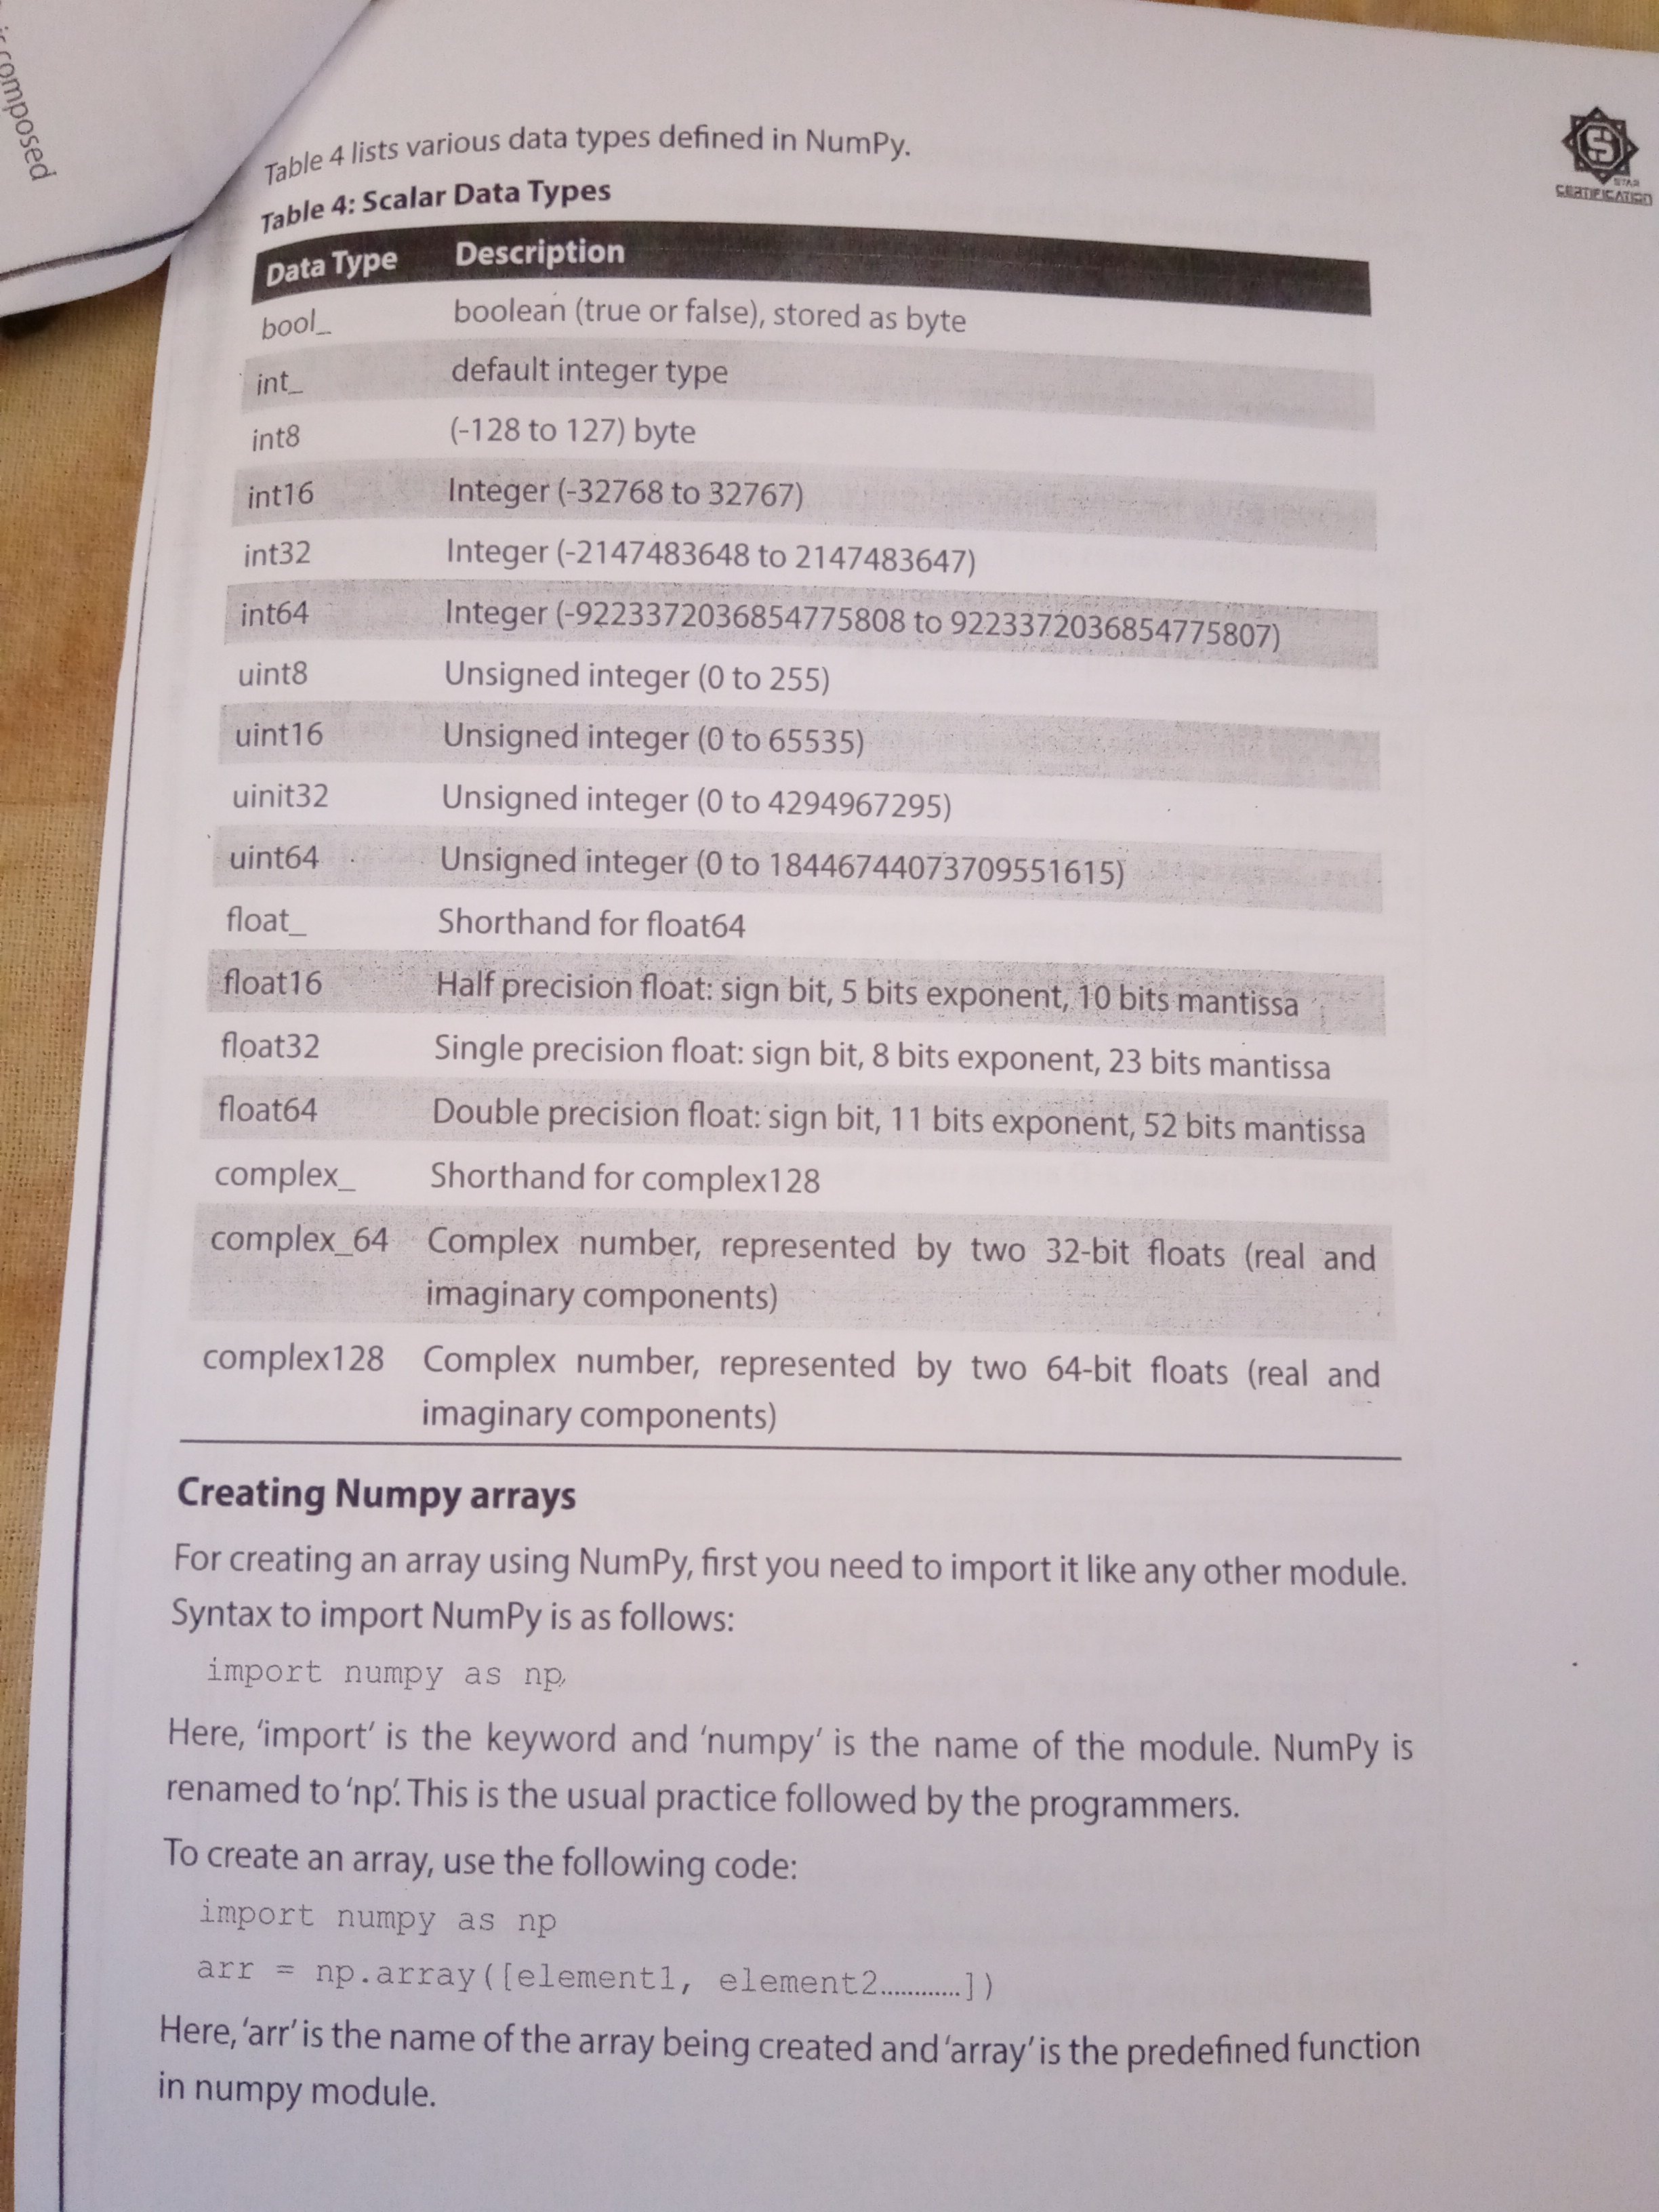 is composed
STAR
CERTIFICATION
Table 4 lists various data types defined in NumPy.
Table 4: Scalar Data Types
Data Type Description
bool_ boolean (true or false), stored as byte
int_ default integer type
int8 (-128 to 127) byte
int16 Integer (-32768 to 32767)
int32 Integer (-2147483648 to 2147483647)
int64 Integer (-9223372036854775808 to 9223372036854775807)
uint8 Unsigned integer (0 to 255)
uint16 Unsigned integer (0 to 65535)
uinit32 Unsigned integer (0 to 4294967295)
uint64 Unsigned integer (0 to 18446744073709551615)
float_ Shorthand for float64
float16 Half precision float: sign bit, 5 bits exponent, 10 bits mantissa
float32 Single precision float: sign bit, 8 bits exponent, 23 bits mantissa
float64 Double precision float: sign bit, 11 bits exponent, 52 bits mantissa
complex_ Shorthand for complex128
complex_64 Complex number, represented by two 32-bit floats (real and
imaginary components)
complex128 Complex number, represented by two 64-bit floats (real and
imaginary components)
Creating Numpy arrays
For creating an array using NumPy, first you need to import it like any other module.
Syntax to import NumPy is as follows:
import numpy as np
Here, ‘import’ is the keyword and ‘numpy’ is the name of the module. NumPy is
renamed to ‘np’. This is the usual practice followed by the programmers.
To create an array, use the following code:
import numpy as np
arr = np.array([element1, element2............])
Here, ‘arr’ is the name of the array being created and ‘array’ is the predefined function
in numpy module.